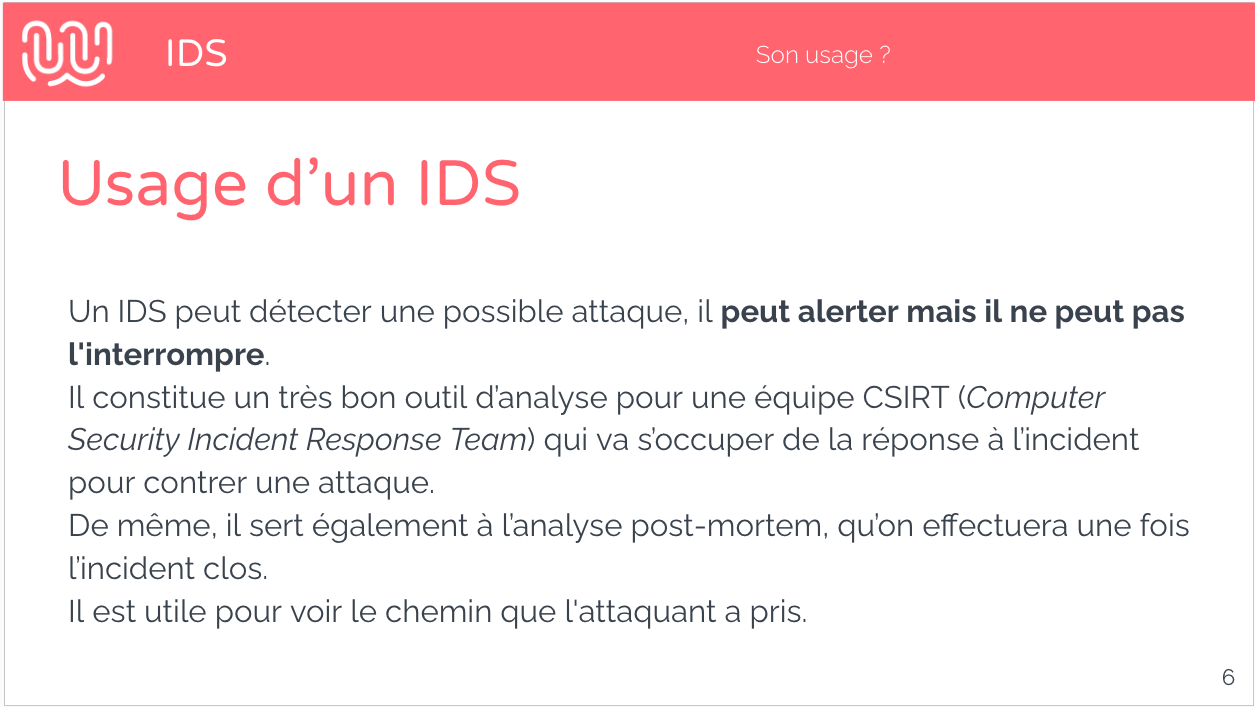 IDS
Son usage ?
Usage d’un IDS
Un IDS peut détecter une possible attaque, il peut alerter mais il ne peut pas
l'interrompre.
Il constitue un très bon outil d’analyse pour une équipe CSIRT (Computer
Security Incident Response Team) qui va s’occuper de la réponse à l’incident
pour contrer une attaque.
De même, il sert également à l’analyse post-mortem, qu’on effectuera une fois
l’incident clos.
Il est utile pour voir le chemin que l'attaquant a pris.
6